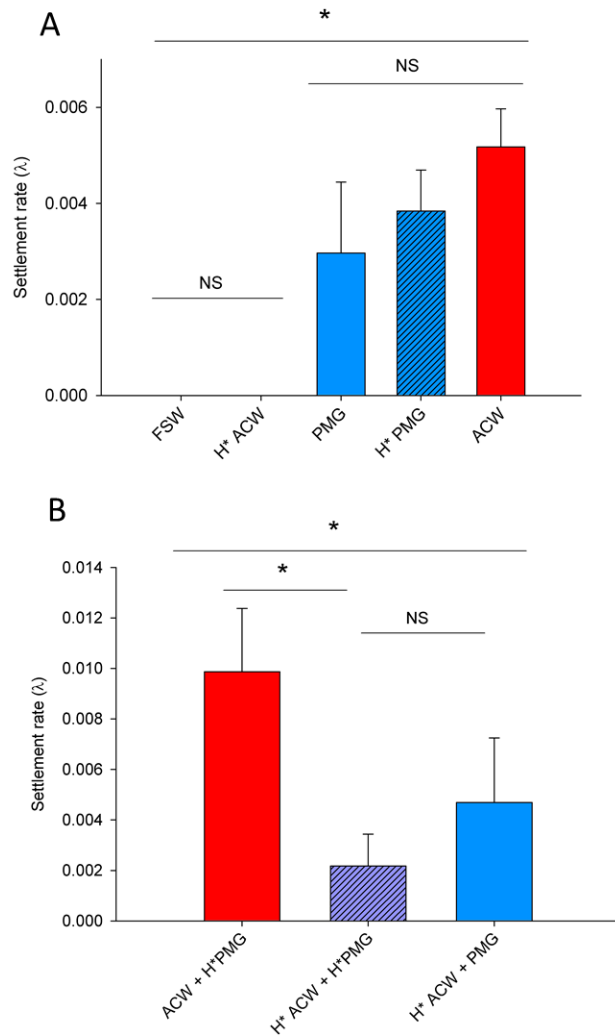 A
*
NS
0.006
Settlement rate (λ)
0.004
NS
0.002
0.000
FSW
H* ACW
PMG
H* PMG
ACW
B
*
0.014
*
0.012
NS
0.010
0.008
Settlement rate (λ)
0.006
0.004
0.002
0.000
ACW + H*PMG
H* ACW + H*PMG
H* ACW + PMG